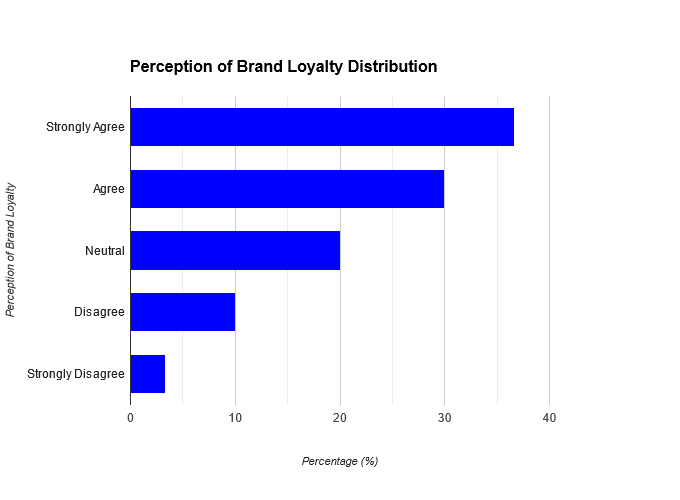 Perception of Brand Loyalty Distribution
Perception of Brand Loyalty
Strongly Agree
Agree
Neutral
Disagree
Strongly Disagree
0 10 20 30 40
Percentage (%)